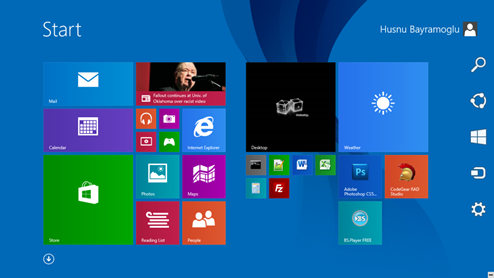 Start
Husnu Bayramoglu
Mail
Fallout continues at Univ. of
Oklahoma over racist video
Calendar
Internet Explorer
Store
Photos
Maps
Reading List
People
Desktop
Weather
Adobe
Photoshop CS5...
CodeGear RAD
Studio
BS.Player FREE